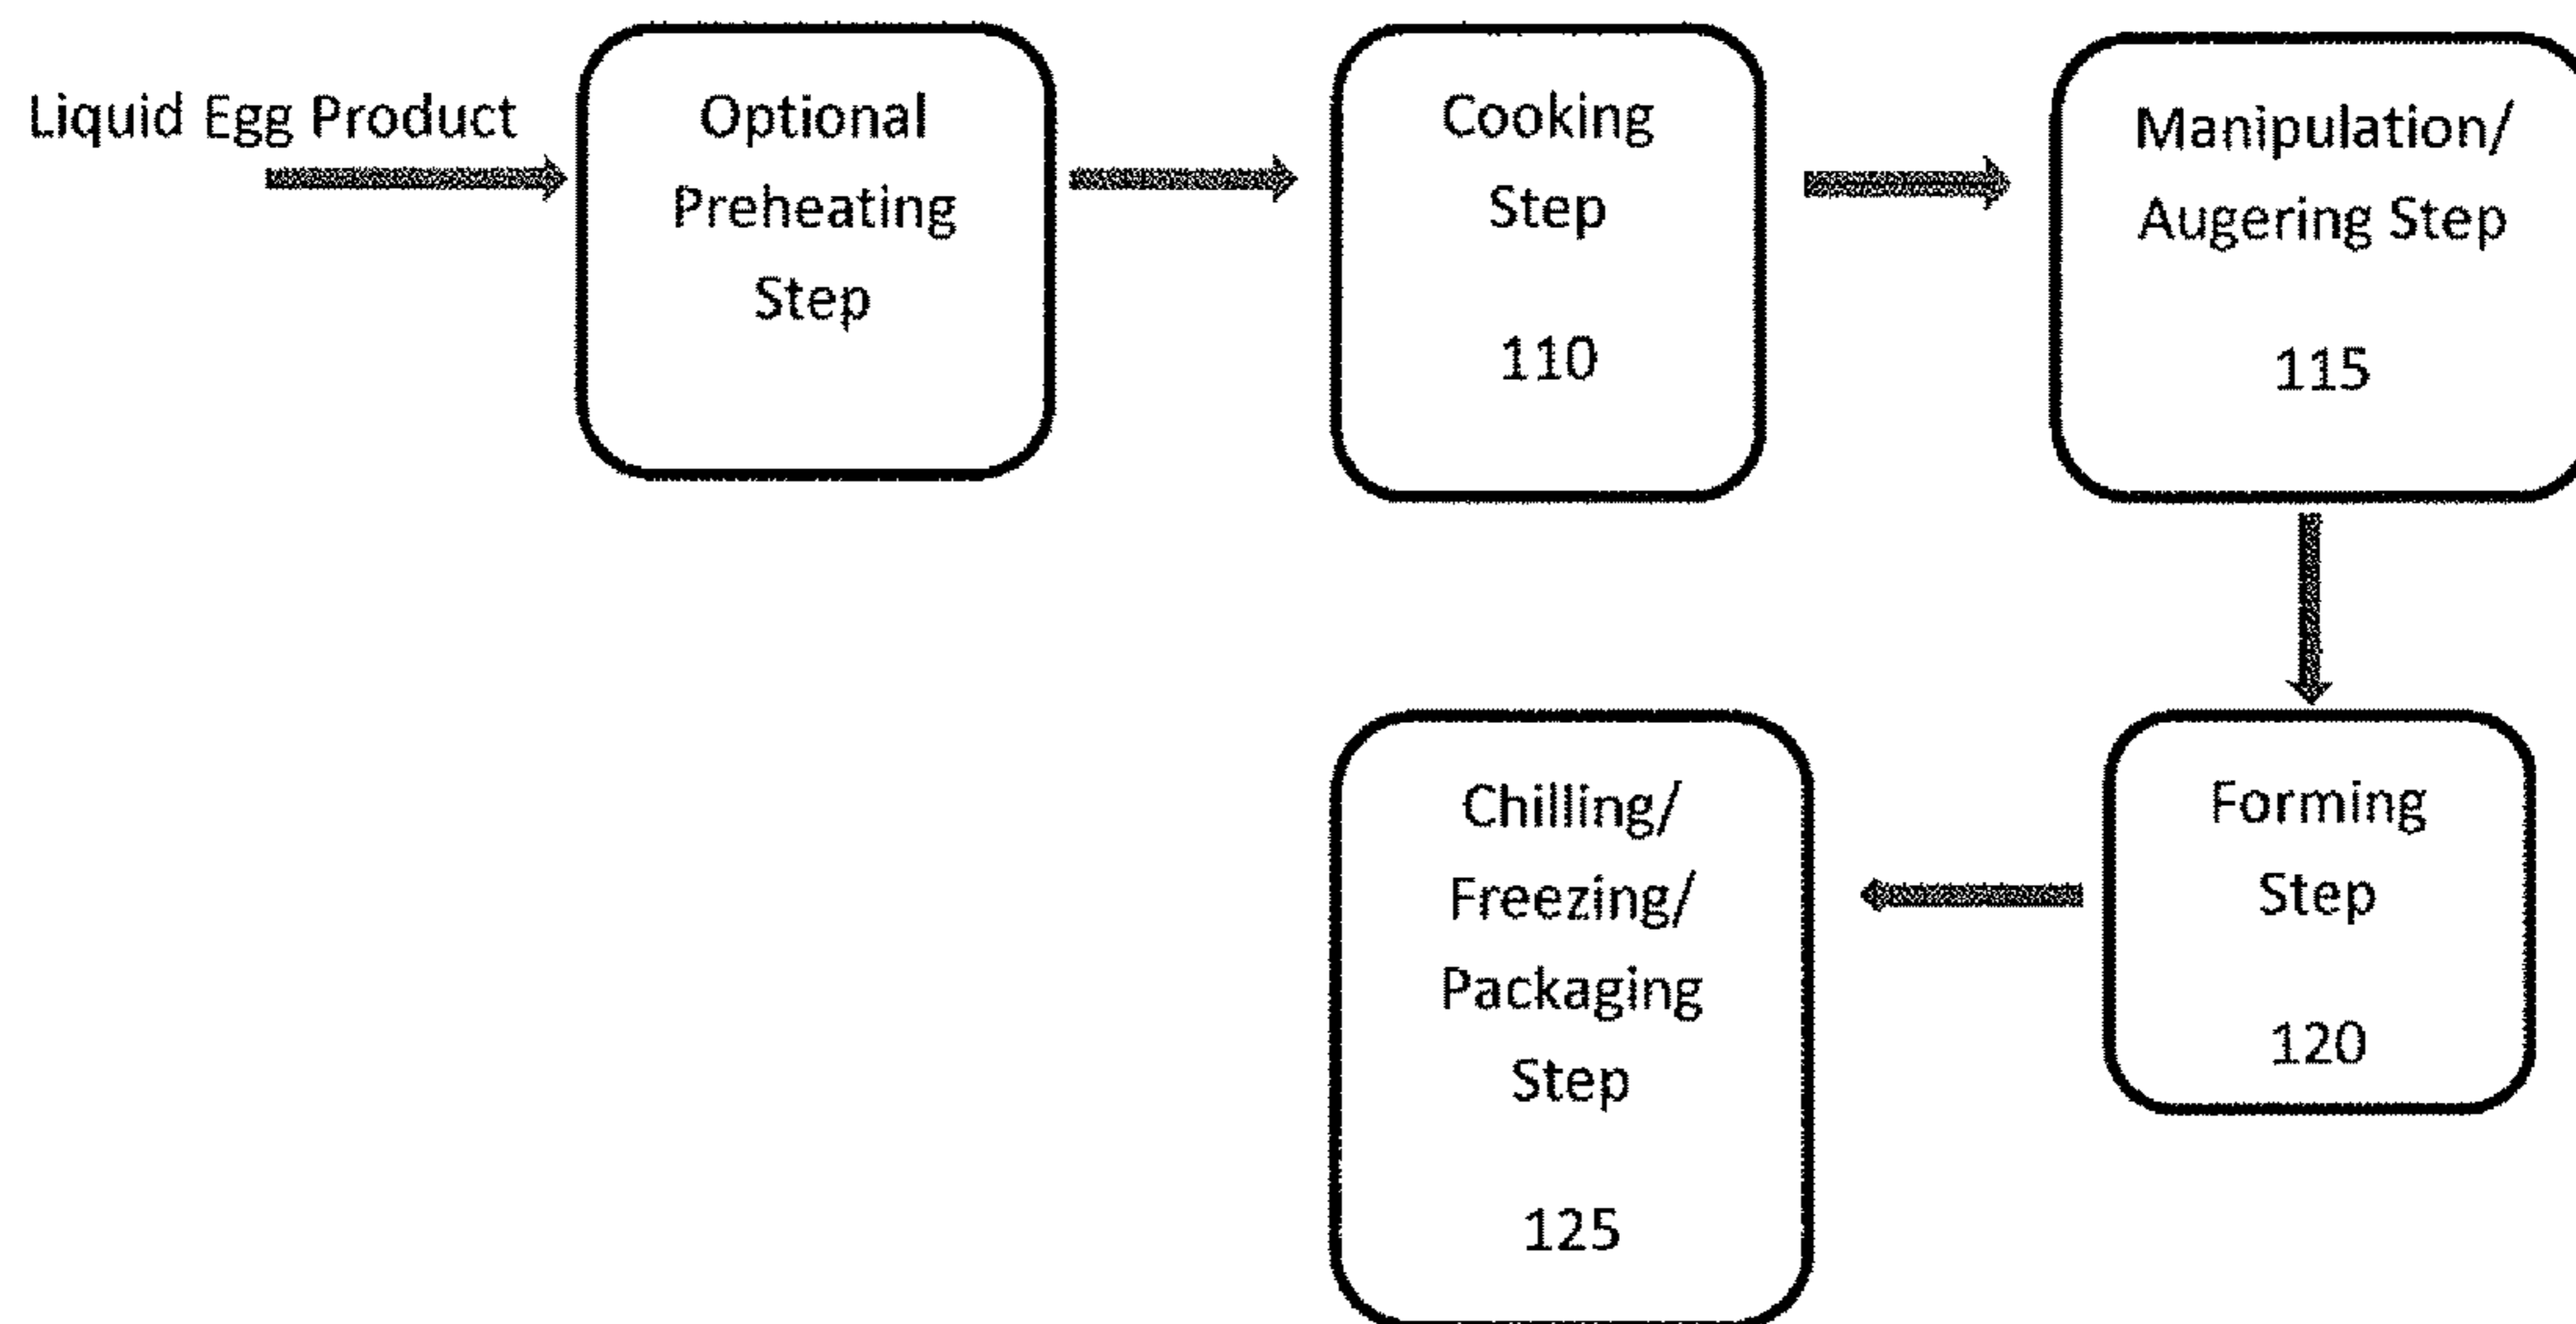 Liquid Egg Product
Optional
Preheating
Step
Cooking
Step
110
Manipulation/
Augering Step
115
Forming
Step
120
Chilling/
Freezing/
Packaging
Step
125